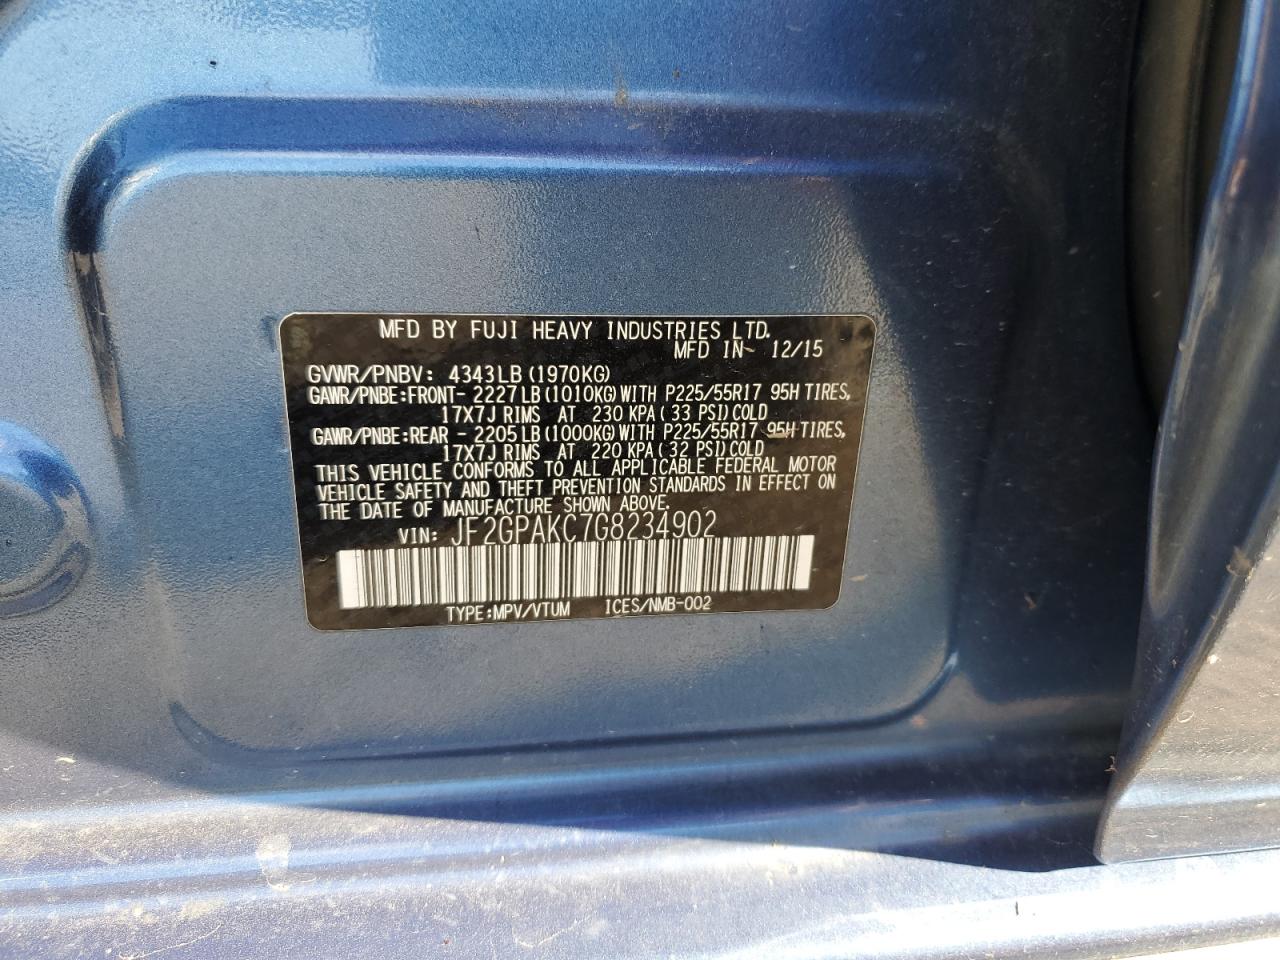 MFD BY FUJI HEAVY INDUSTRIES LTD.
MFD IN- 12/15
GVWR/PNBV: 4343LB(1970KG)
GAWR/PNBE:FRONT- 2227LB(1010KG)WITH P225/55R17 95H TIRES,
17X7J RIMS AT 230 KPA( 33 PSI)COLD
GAWR/PNBE:REAR - 2205LB(1000KG)WITH P225/55R17 95H TIRES,
17X7J RIMS AT 220 KPA( 32 PSI)COLD
THIS VEHICLE CONFORMS TO ALL APPLICABLE FEDERAL MOTOR
VEHICLE SAFETY AND THEFT PREVENTION STANDARDS IN EFFECT ON
THE DATE OF MANUFACTURE SHOWN ABOVE.
VIN: JF2GPAKC7G8234902
TYPE:MPV/VTUM ICES/NMB-002